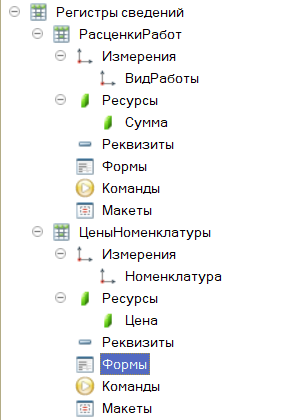 Регистры сведений
РасценкиРабот
Измерения
ВидРаботы
Ресурсы
Сумма
Реквизиты
Формы
Команды
Макеты
ЦеныНоменклатуры
Измерения
Номенклатура
Ресурсы
Цена
Реквизиты
Формы
Команды
Макеты